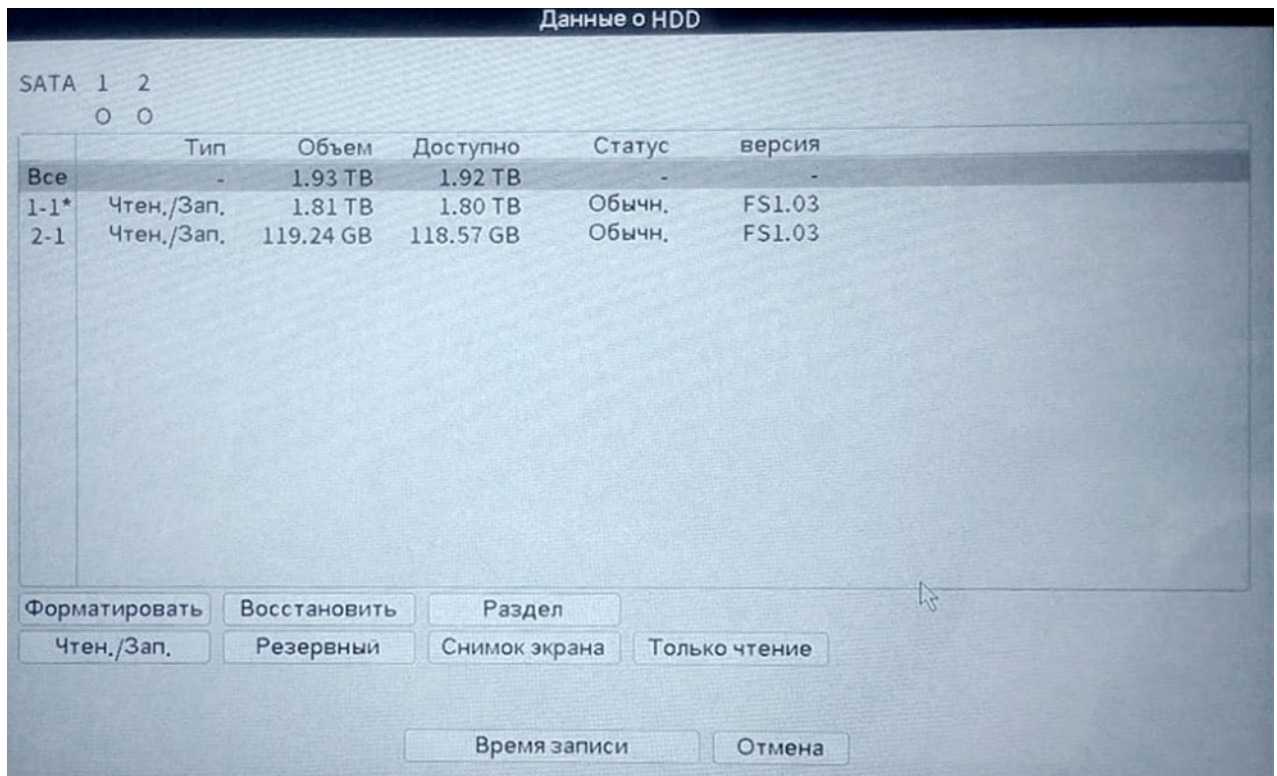 Данные о HDD
SATA 1 2
O O
Тип Объем Доступно Статус версия
Все - 1.93 TB 1.92 TB - -
1-1* Чтен./Зап. 1.81 TB 1.80 TB Обычн. FS1.03
2-1 Чтен./Зап. 119.24 GB 118.57 GB Обычн. FS1.03
Форматировать Восстановить Раздел
Чтен./Зап. Резервный Снимок экрана Только чтение
Время записи Отмена